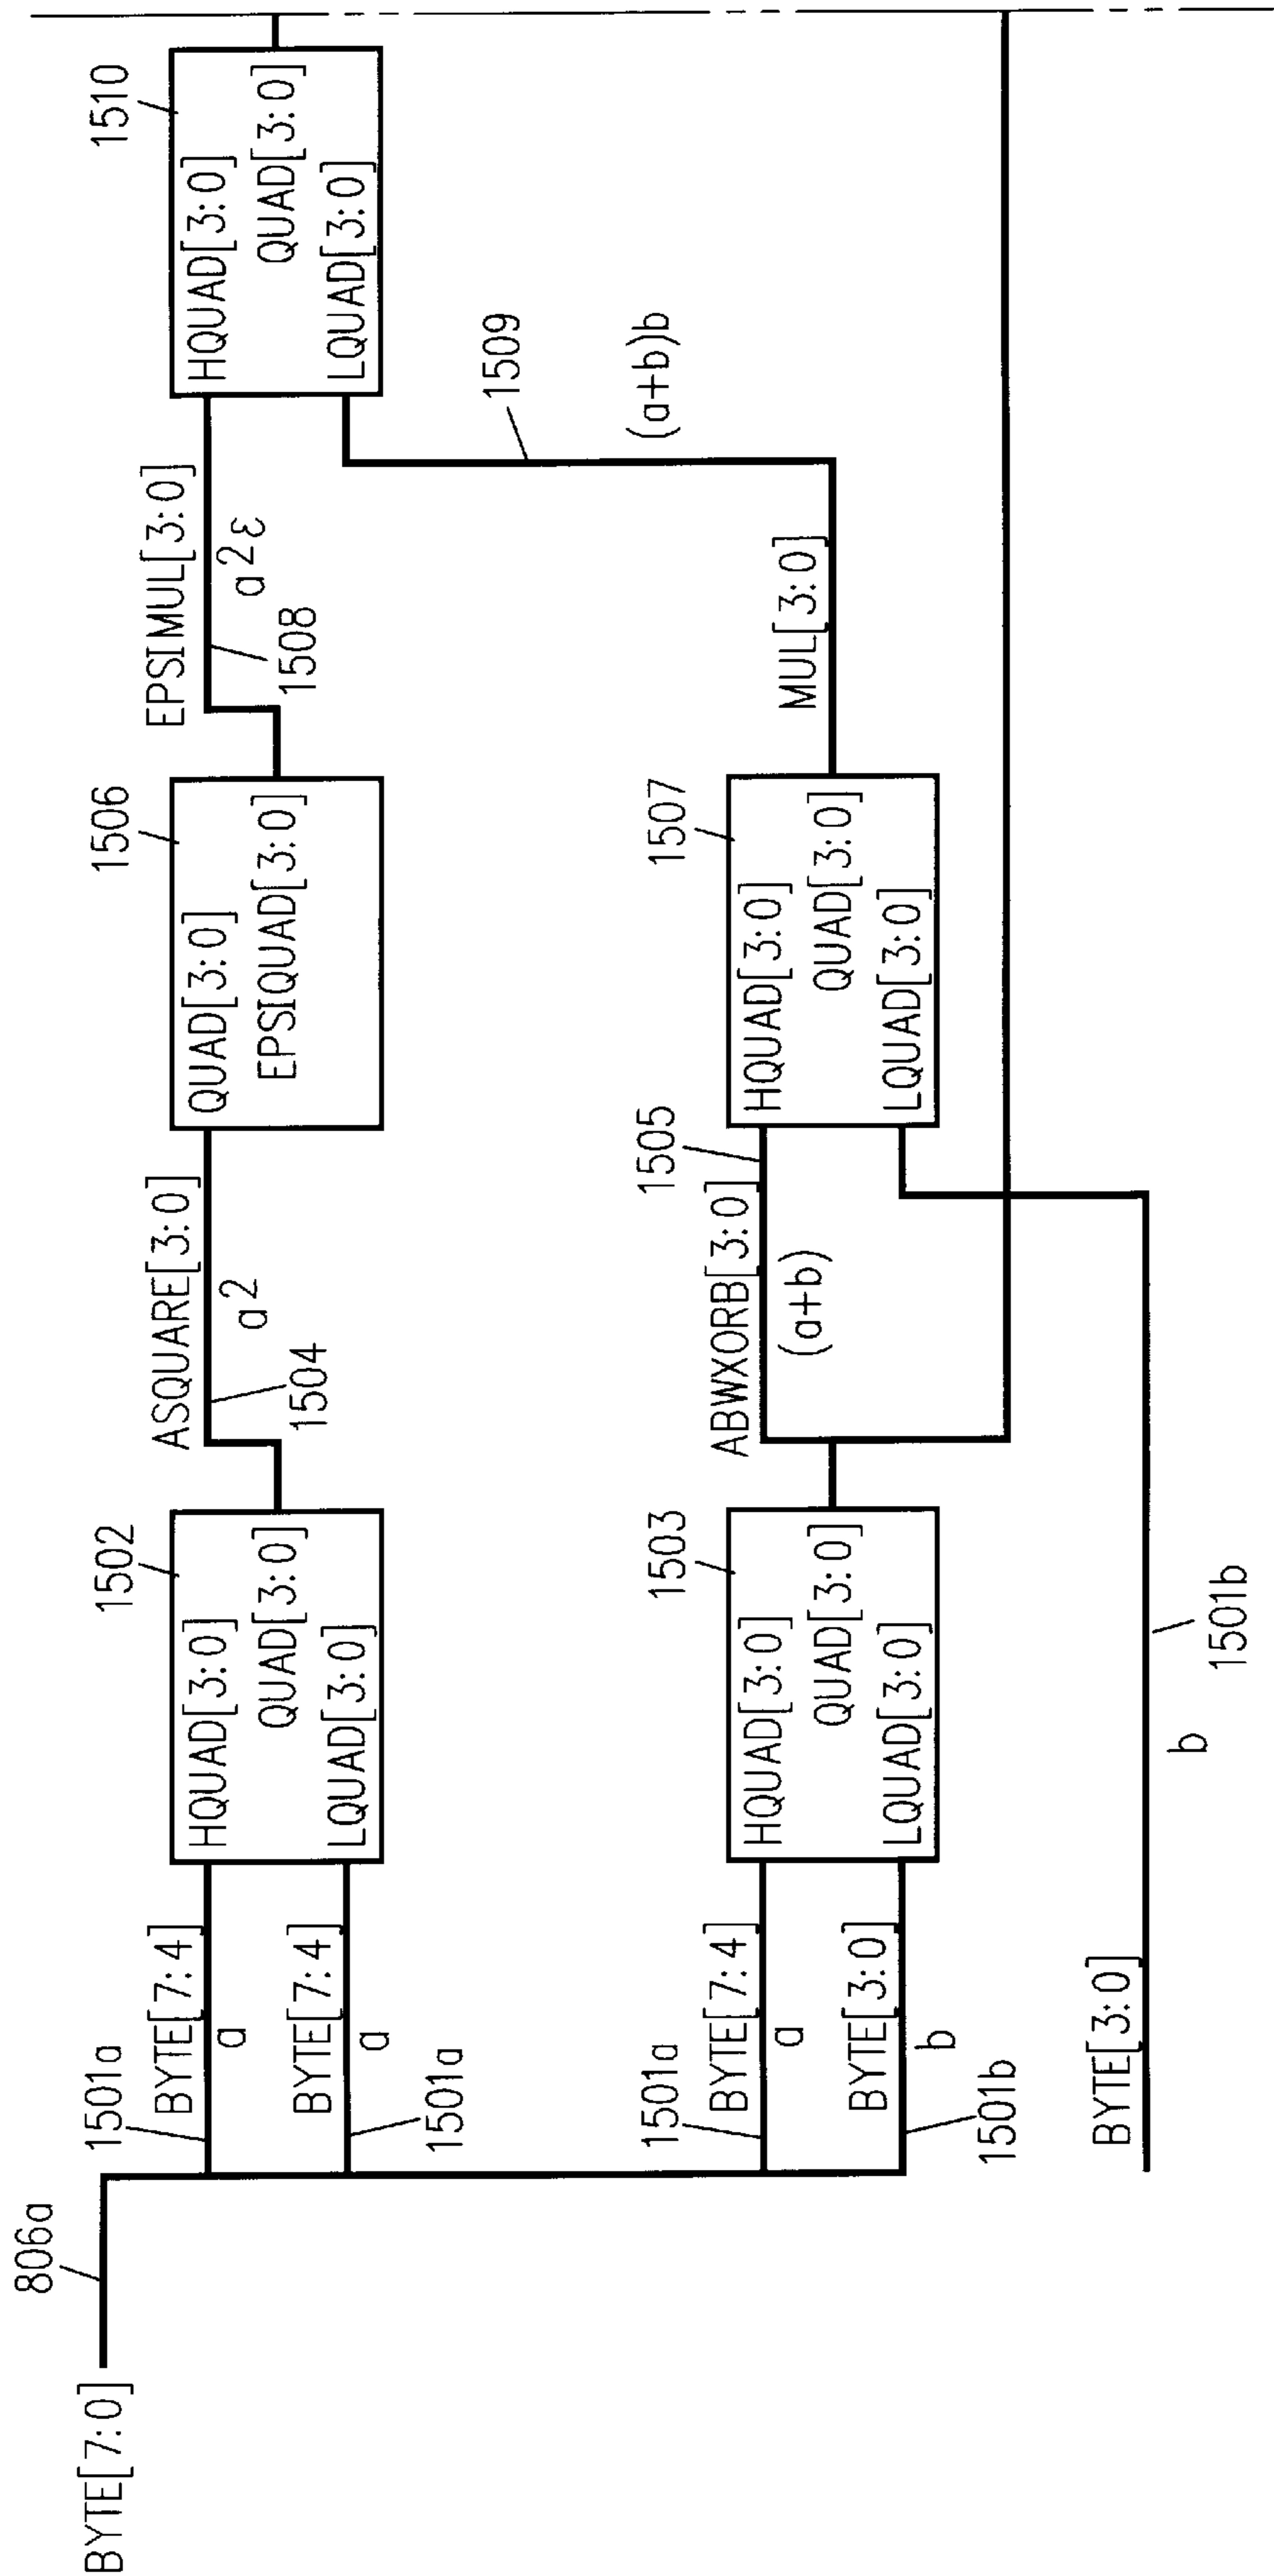 BYTE[7:0]
806a
1501a
BYTE[7:4]
a
BYTE[7:4]
a
1501a
1502
HQUAD[3:0]
QUAD[3:0]
LQUAD[3:0]
ASQUARE[3:0]
a2
1504
1506
QUAD[3:0]
EPSIQUAD[3:0]
EPSIMUL[3:0]
a2ε
1508
1510
HQUAD[3:0]
QUAD[3:0]
LQUAD[3:0]
1509
(a+b)b
1501a
BYTE[7:4]
a
BYTE[3:0]
b
1501b
1503
HQUAD[3:0]
QUAD[3:0]
LQUAD[3:0]
ABWXORB[3:0]
(a+b)
1505
1507
HQUAD[3:0]
QUAD[3:0]
LQUAD[3:0]
MUL[3:0]
BYTE[3:0]
b
1501b